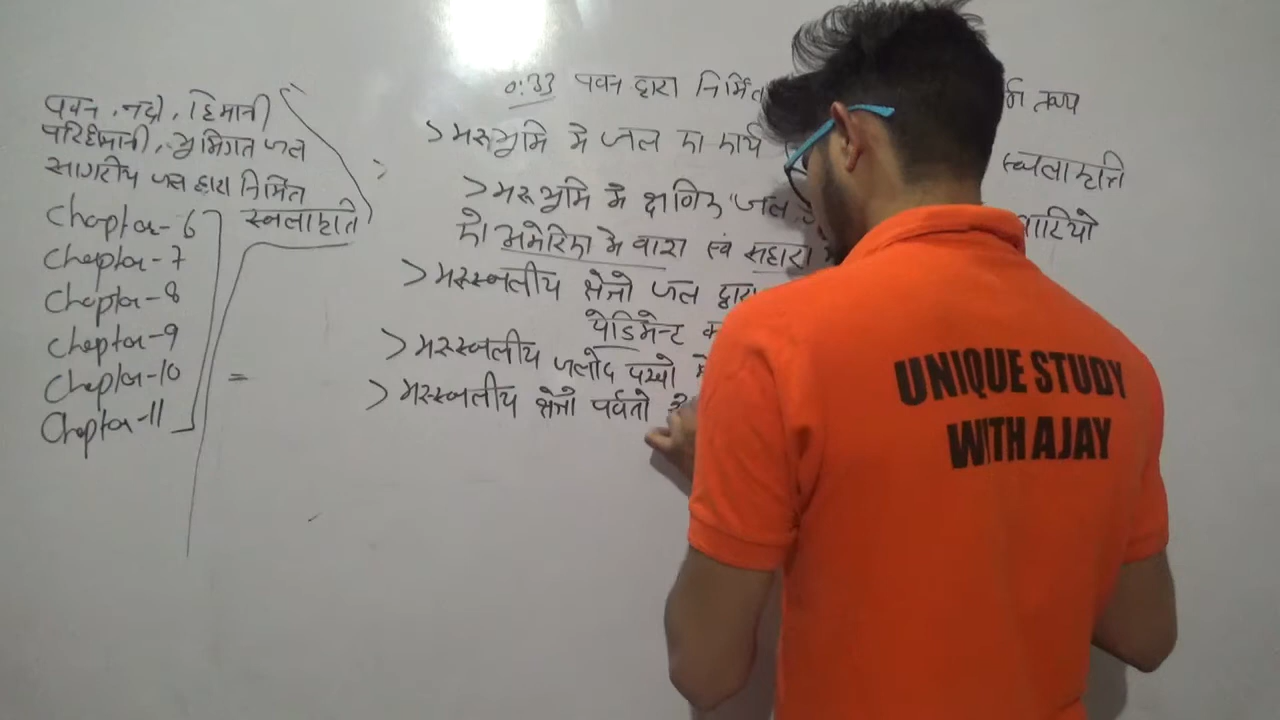 पवन, नदी, हिमानी
परिहिमानी, भूमिगत जल
सागरीय जल द्वारा निर्मित
स्थलाकृति
Chapter-6
Chapter-7
Chapter-8
Chapter-9
Chapter-10
=
Chapter-11
0:33 पवन द्वारा निर्मित तथ्य
> मरूभूमि मे जल का कार्य
स्थलाकृति
> मरूभूमि मे क्षणिक जल घाटियो
को अमेरिका मे वाश एवं सहारा
> मरुस्थलीय क्षेत्रो जल द्वारा
पेडिमेन्ट
> मरुस्थलीय जलोढ पंखो
> मरुस्थलीय क्षेत्रो पर्वतो
UNIQUE STUDY
WITH AJAY